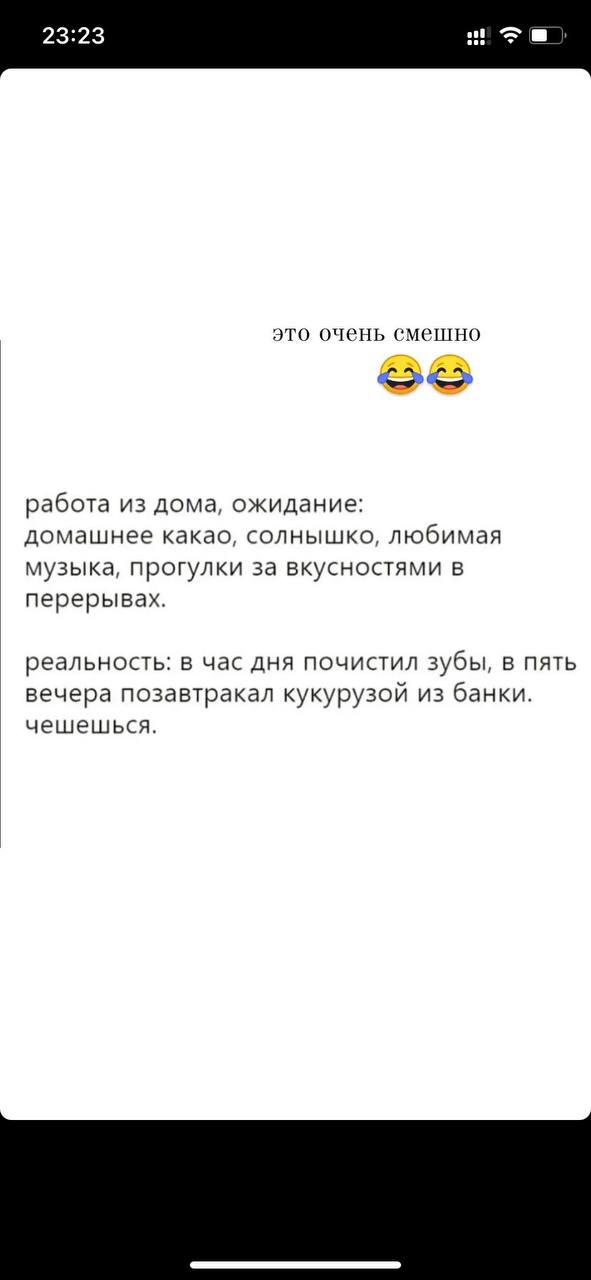 23:23
это очень смешно
😂😂
работа из дома, ожидание:
домашнее какао, солнышко, любимая
музыка, прогулки за вкусностями в
перерывах.
реальность: в час дня почистил зубы, в пять
вечера позавтракал кукурузой из банки.
чешешься.